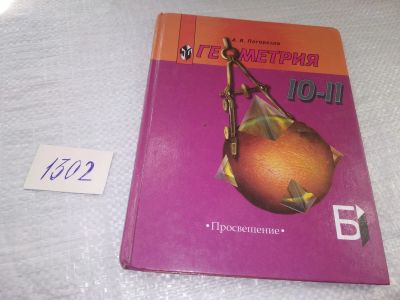 А. В. Погорелов
ГЕОМЕТРИЯ
10-11
1302
• Просвещение •
Б